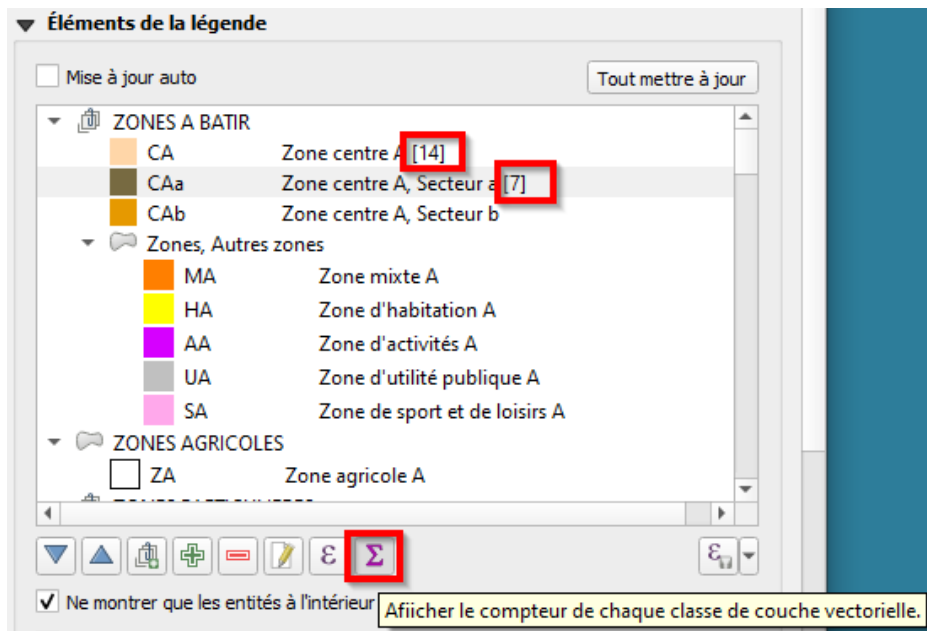 Éléments de la légende
Mise à jour auto Tout mettre à jour
ZONES A BATIR
CA Zone centre A [14]
CAa Zone centre A, Secteur a [7]
CAb Zone centre A, Secteur b
Zones, Autres zones
MA Zone mixte A
HA Zone d'habitation A
AA Zone d'activités A
UA Zone d'utilité publique A
SA Zone de sport et de loisirs A
ZONES AGRICOLES
ZA Zone agricole A
ε Σ ε
Ne montrer que les entités à l'intérieur
Afiicher le compteur de chaque classe de couche vectorielle.